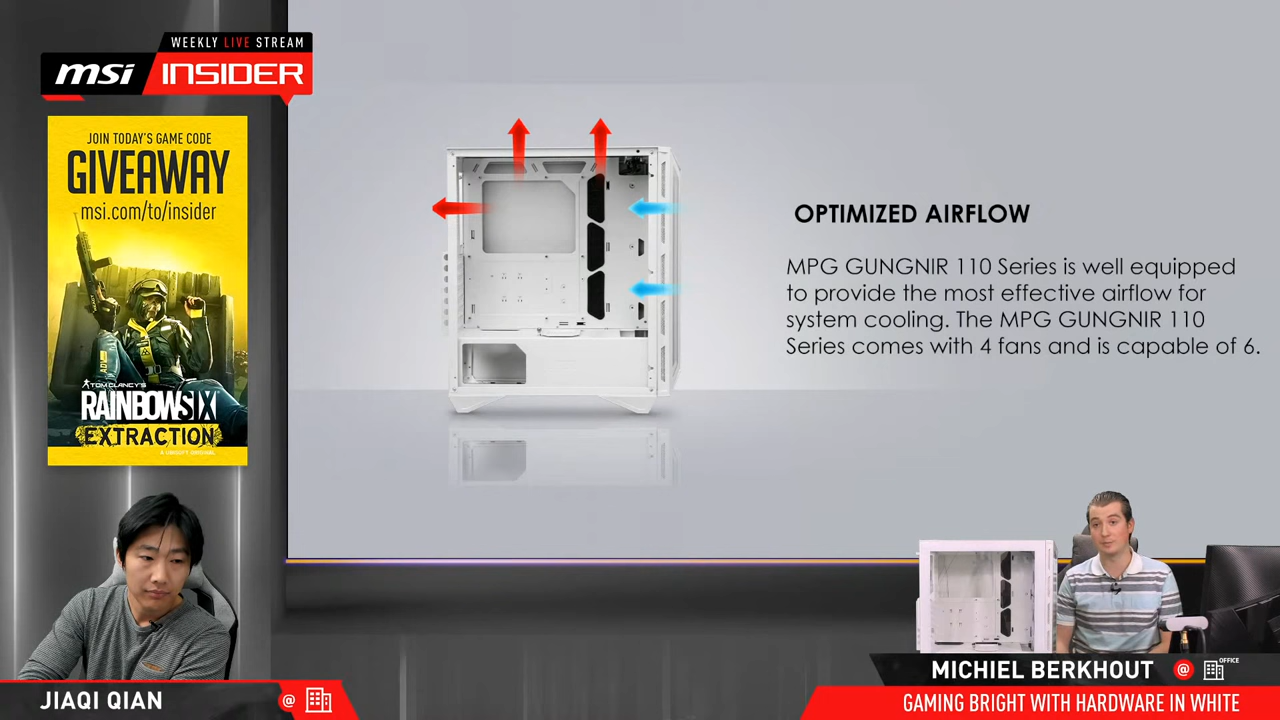 WEEKLY LIVE STREAM
msi INSIDER
JOIN TODAY'S GAME CODE
GIVEAWAY
msi.com/to/insider
TOM CLANCY'S
RAINBOWSIX
EXTRACTION
A UBISOFT ORIGINAL
OPTIMIZED AIRFLOW
MPG GUNGNIR 110 Series is well equipped
to provide the most effective airflow for
system cooling. The MPG GUNGNIR 110
Series comes with 4 fans and is capable of 6.
JIAQI QIAN @
MICHIEL BERKHOUT @ OFFICE
GAMING BRIGHT WITH HARDWARE IN WHITE